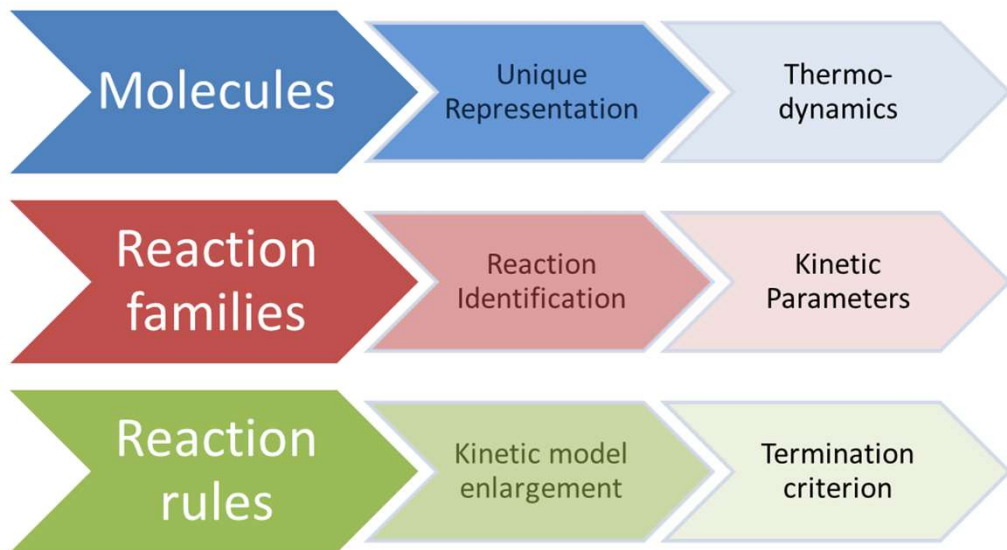 Molecules
Unique
Representation
Thermo-
dynamics
Reaction
families
Reaction
Identification
Kinetic
Parameters
Reaction
rules
Kinetic model
enlargement
Termination
criterion